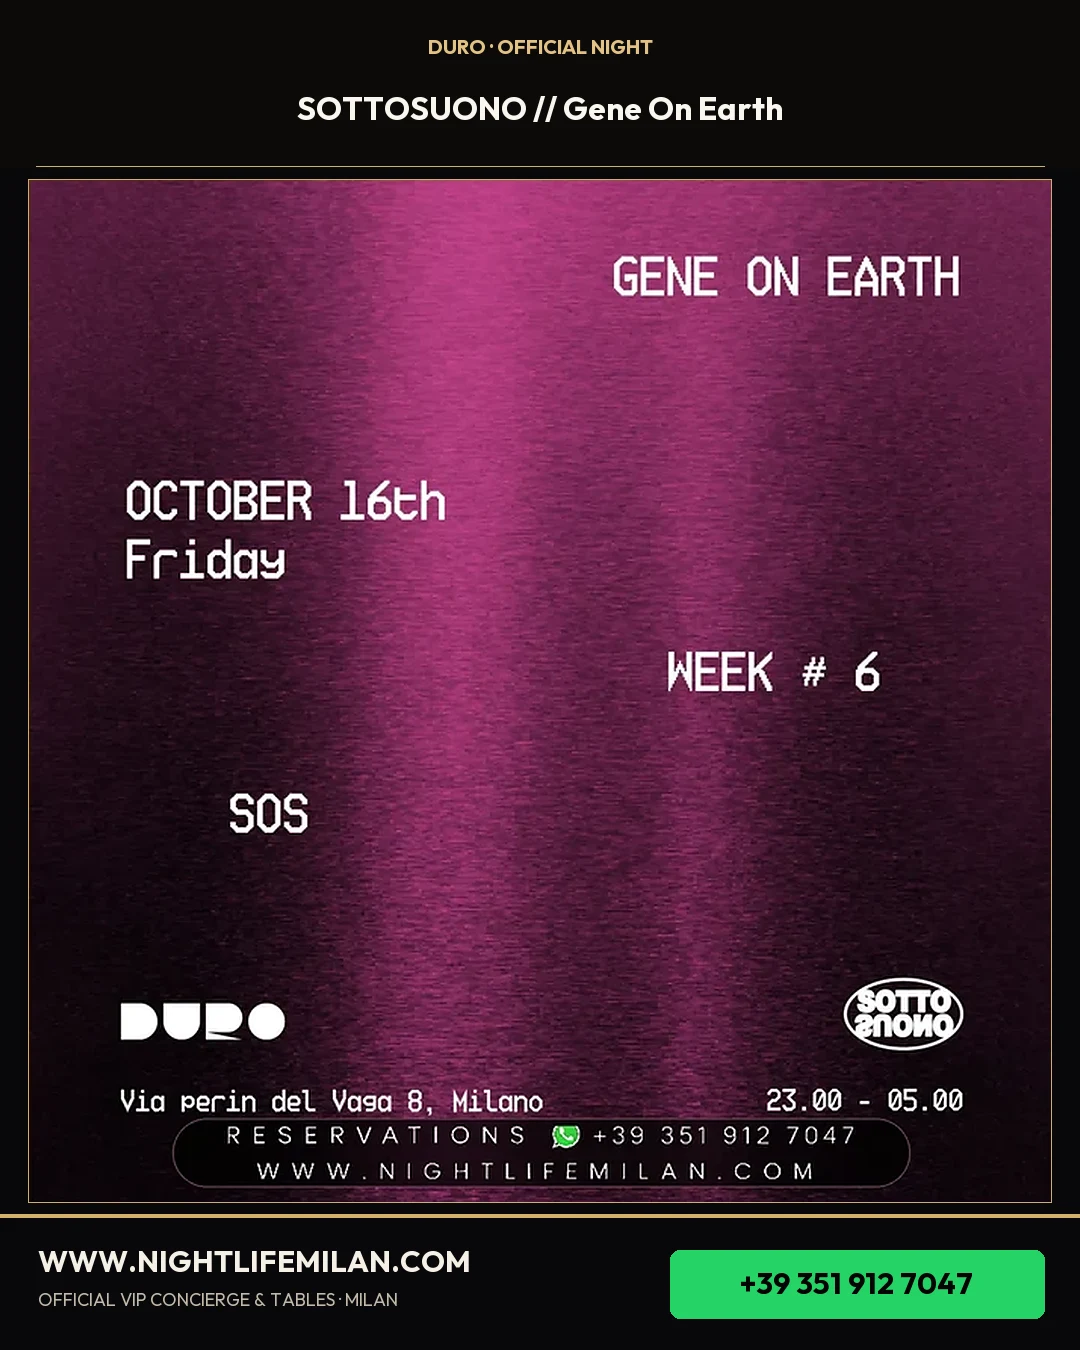 DURO · OFFICIAL NIGHT
SOTTOSUONO // Gene On Earth
GENE ON EARTH
OCTOBER 16th
Friday
WEEK # 6
SOS
DURO
SOTTO
SUONO
Via perin del Vaga 8, Milano
23.00 - 05.00
RESERVATIONS +39 351 912 7047
WWW.NIGHTLIFEMILAN.COM
WWW.NIGHTLIFEMILAN.COM
OFFICIAL VIP CONCIERGE & TABLES · MILAN
+39 351 912 7047